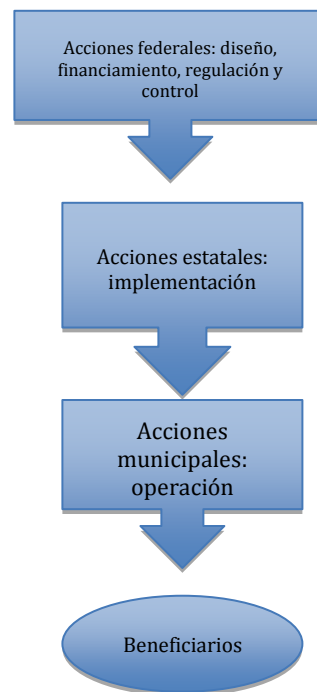 Acciones federales: diseño,
financiamiento, regulación y
control
Acciones estatales:
implementación
Acciones
municipales:
operación
Beneficiarios